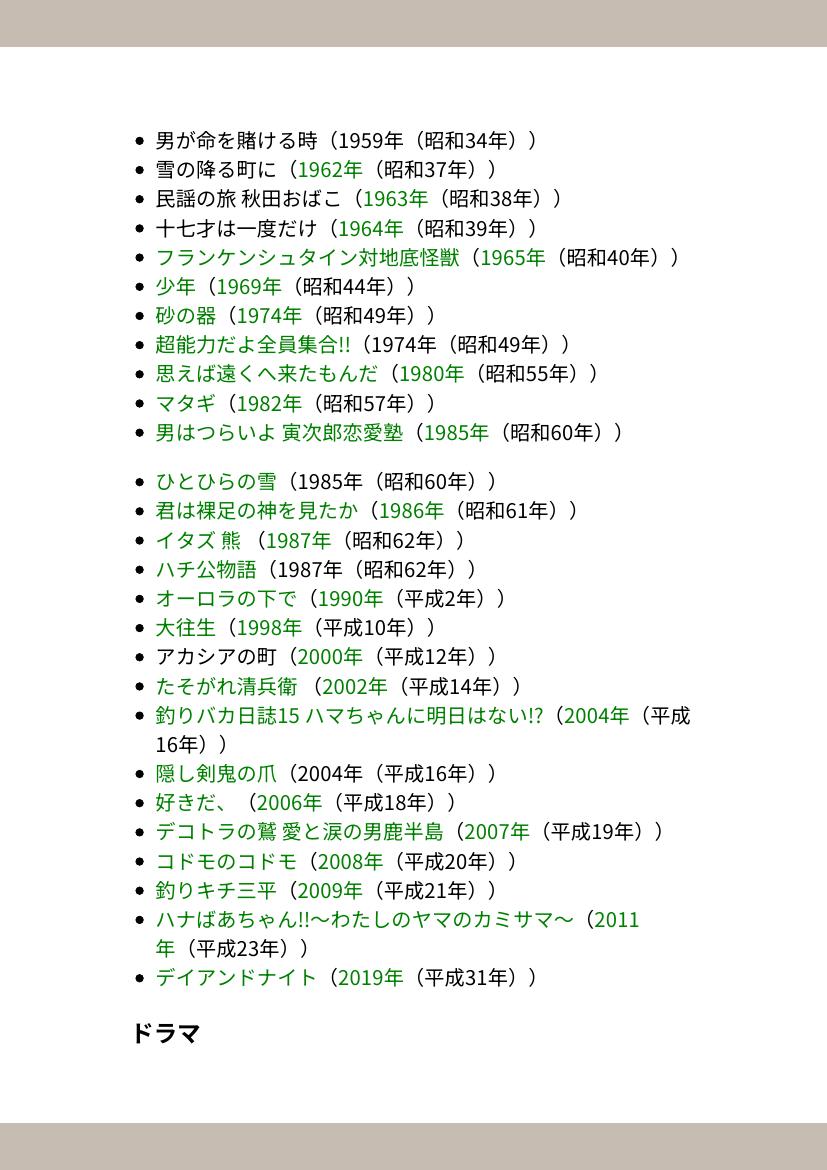 • 男が命を賭ける時（1959年（昭和34年））
• 雪の降る町に（1962年（昭和37年））
• 民謡の旅 秋田おばこ（1963年（昭和38年））
• 十七才は一度だけ（1964年（昭和39年））
• フランケンシュタイン対地底怪獣（1965年（昭和40年））
• 少年（1969年（昭和44年））
• 砂の器（1974年（昭和49年））
• 超能力だよ全員集合!!（1974年（昭和49年））
• 思えば遠くへ来たもんだ（1980年（昭和55年））
• マタギ（1982年（昭和57年））
• 男はつらいよ 寅次郎恋愛塾（1985年（昭和60年））
• ひとひらの雪（1985年（昭和60年））
• 君は裸足の神を見たか（1986年（昭和61年））
• イタズ 熊 （1987年（昭和62年））
• ハチ公物語（1987年（昭和62年））
• オーロラの下で（1990年（平成2年））
• 大往生（1998年（平成10年））
• アカシアの町（2000年（平成12年））
• たそがれ清兵衛 （2002年（平成14年））
• 釣りバカ日誌15 ハマちゃんに明日はない!?（2004年（平成
16年））
• 隠し剣鬼の爪（2004年（平成16年））
• 好きだ、（2006年（平成18年））
• デコトラの鷲 愛と涙の男鹿半島（2007年（平成19年））
• コドモのコドモ（2008年（平成20年））
• 釣りキチ三平（2009年（平成21年））
• ハナばあちゃん!!〜わたしのヤマのカミサマ〜（2011
年（平成23年））
• デイアンドナイト（2019年（平成31年））
ドラマ